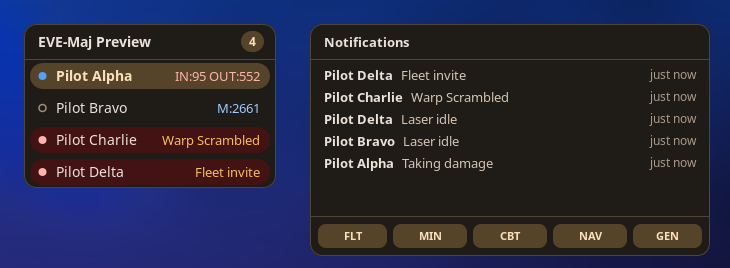 EVE-Maj Preview 4
Pilot Alpha IN:95 OUT:552
Pilot Bravo M:2661
Pilot Charlie Warp Scrambled
Pilot Delta Fleet invite
Notifications
Pilot Delta Fleet invite just now
Pilot Charlie Warp Scrambled just now
Pilot Delta Laser idle just now
Pilot Bravo Laser idle just now
Pilot Alpha Taking damage just now
FLT MIN CBT NAV GEN